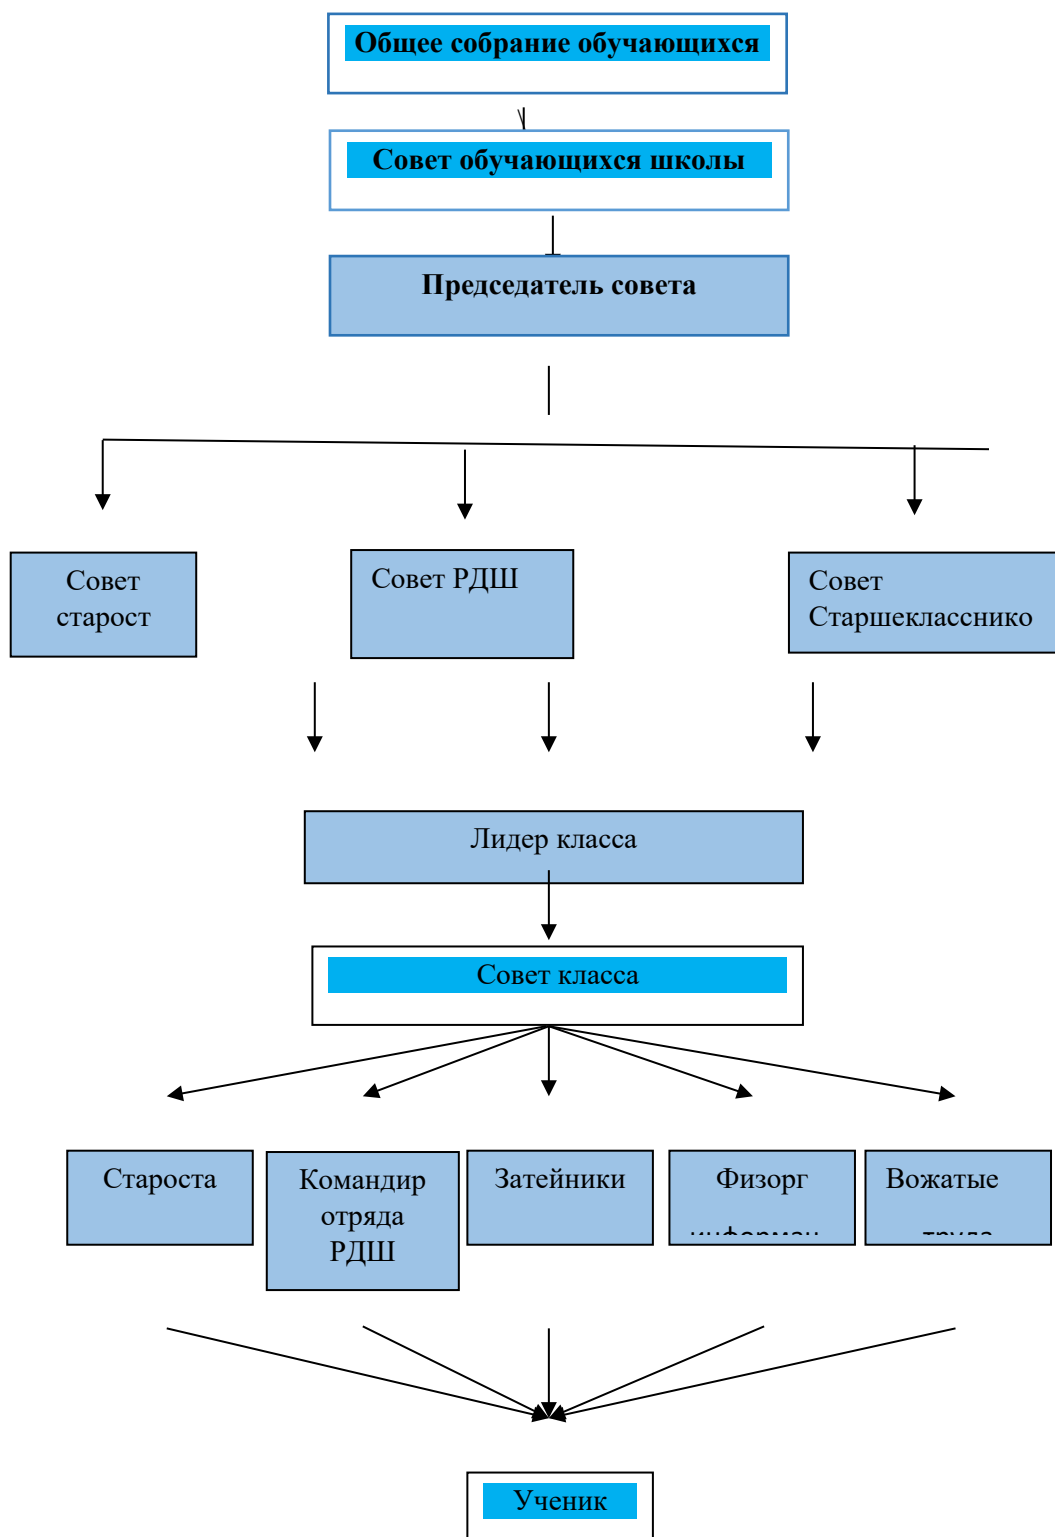 Общее собрание обучающихся
Совет обучающихся школы
Председатель совета
Совет
старост
Совет РДШ
Совет
Старшекласснико
Лидер класса
Совет класса
Староста
Командир
отряда
РДШ
Затейники
Физорг
Вожатые
Ученик